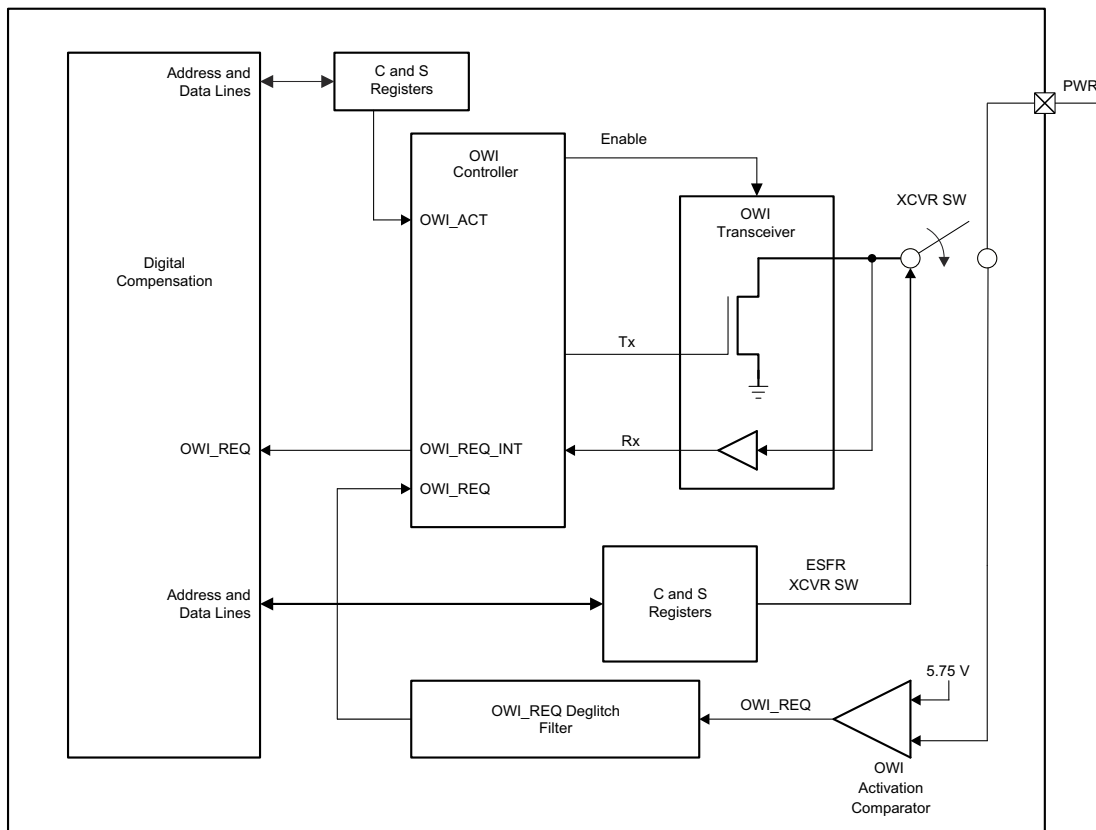 Address and
Data Lines
C and S
Registers
PWR
OWI
Controller
Enable
OWI_ACT
OWI
Transceiver
XCVR SW
Digital
Compensation
Tx
OWI_REQ
OWI_REQ_INT
Rx
OWI_REQ
Address and
Data Lines
C and S
Registers
ESFR
XCVR SW
OWI_REQ Deglitch
Filter
OWI_REQ
5.75 V
OWI
Activation
Comparator